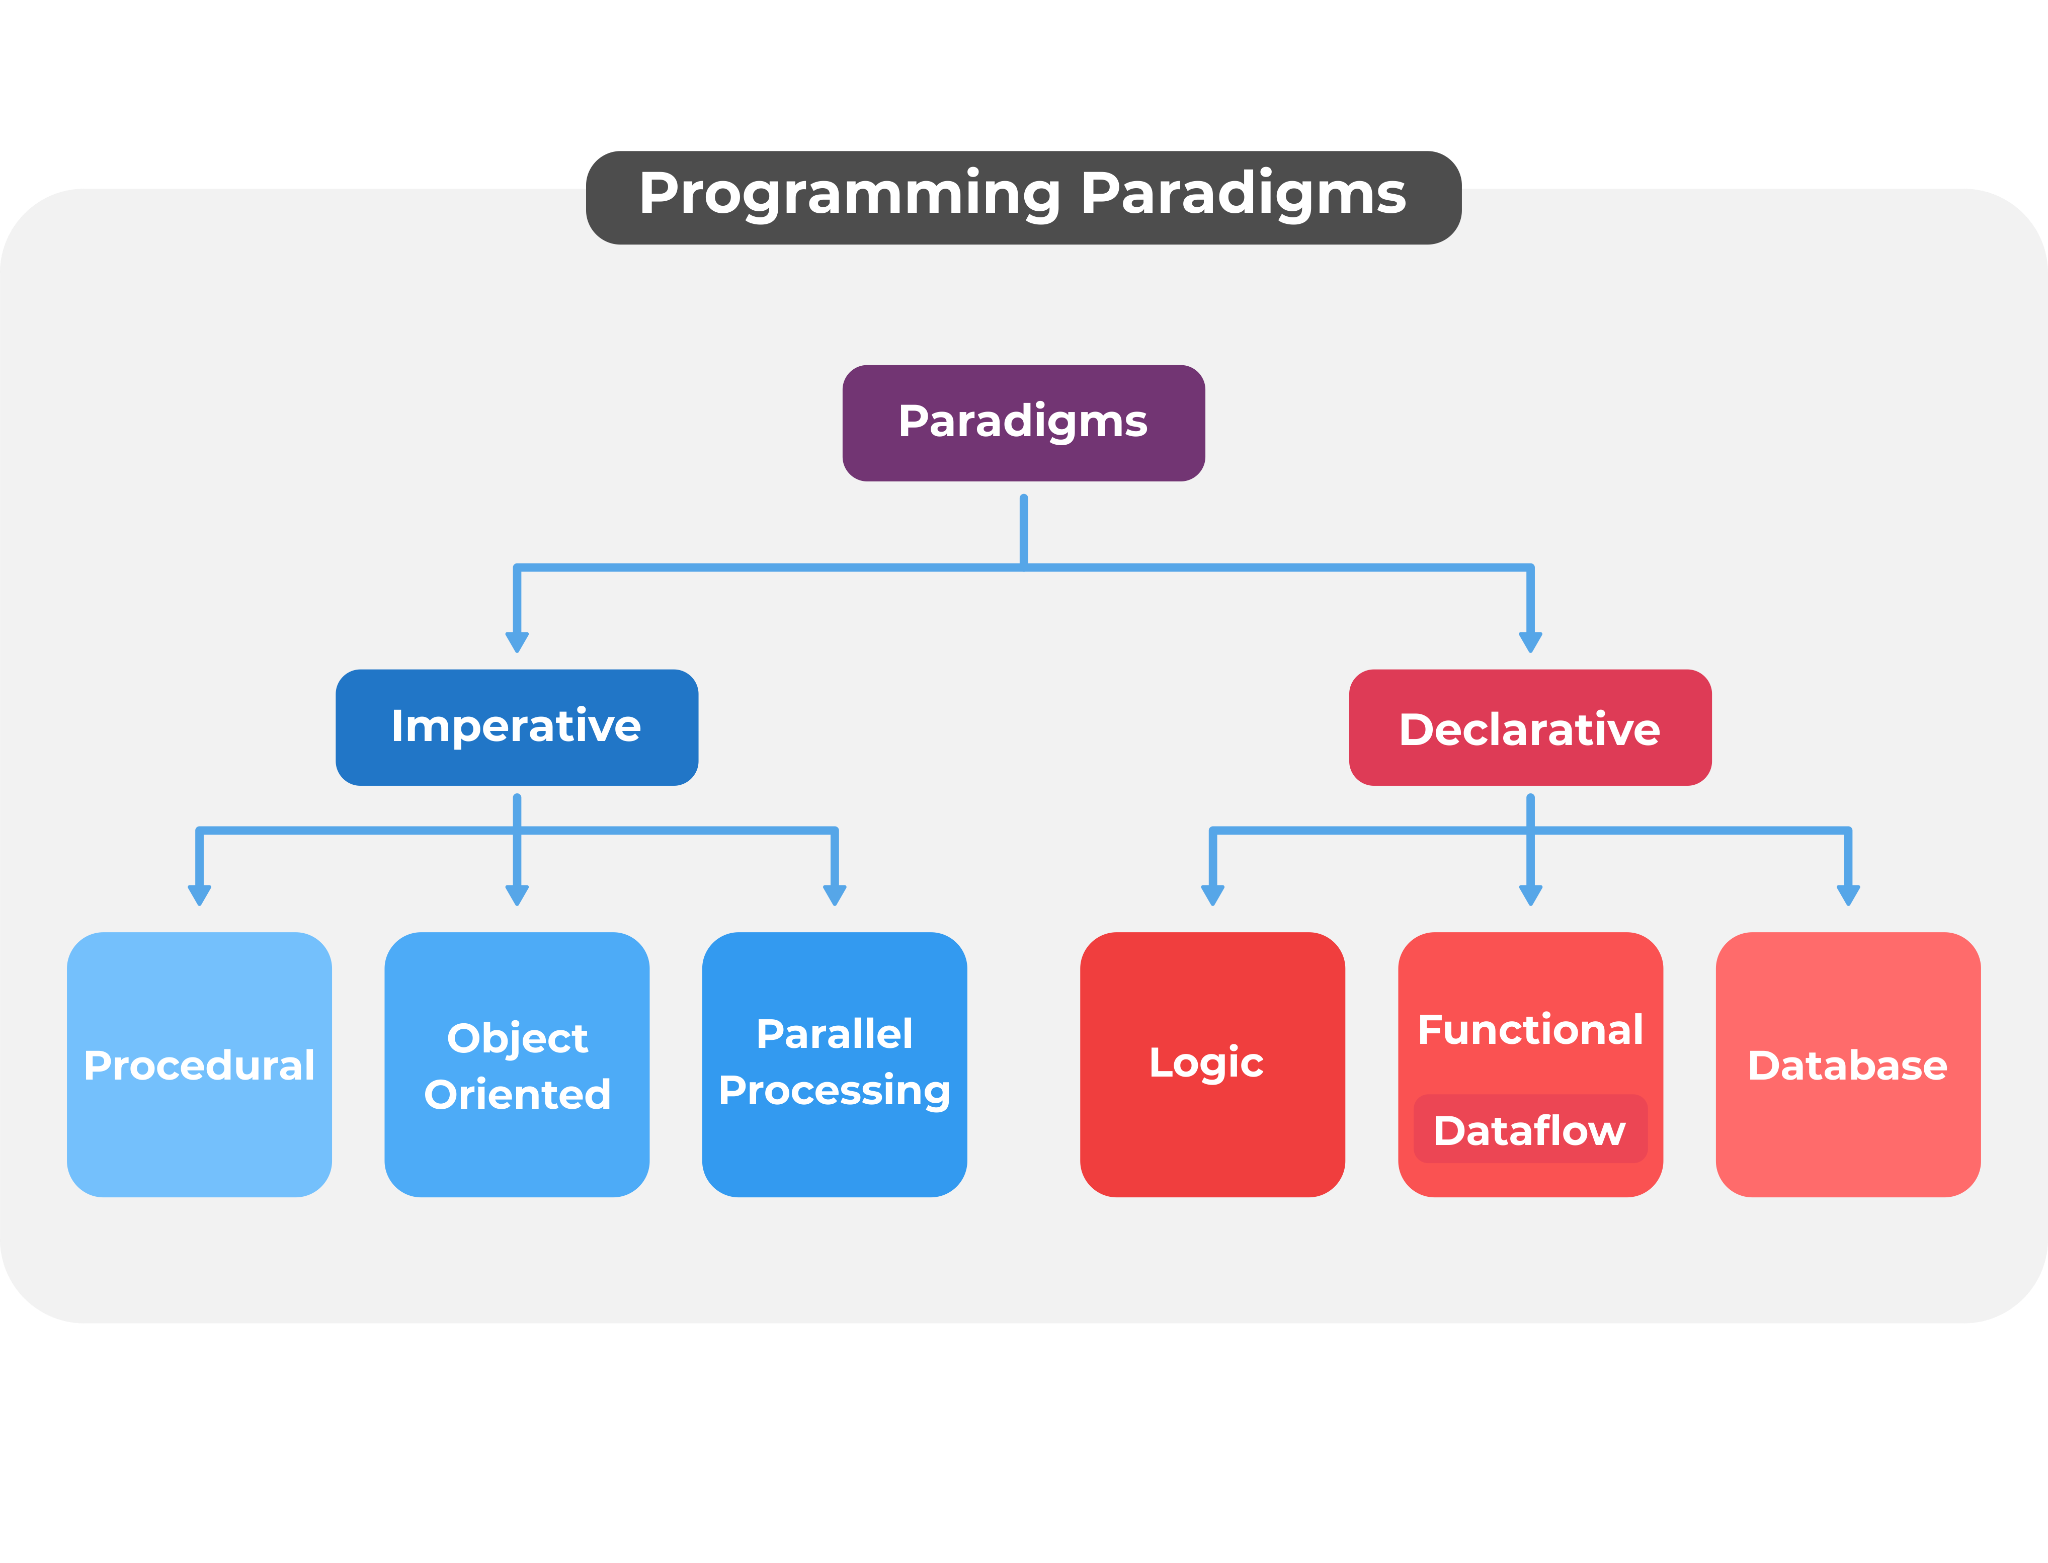 Programming Paradigms
Paradigms
Imperative
Declarative
Procedural
Object
Oriented
Parallel
Processing
Logic
Functional
Dataflow
Database